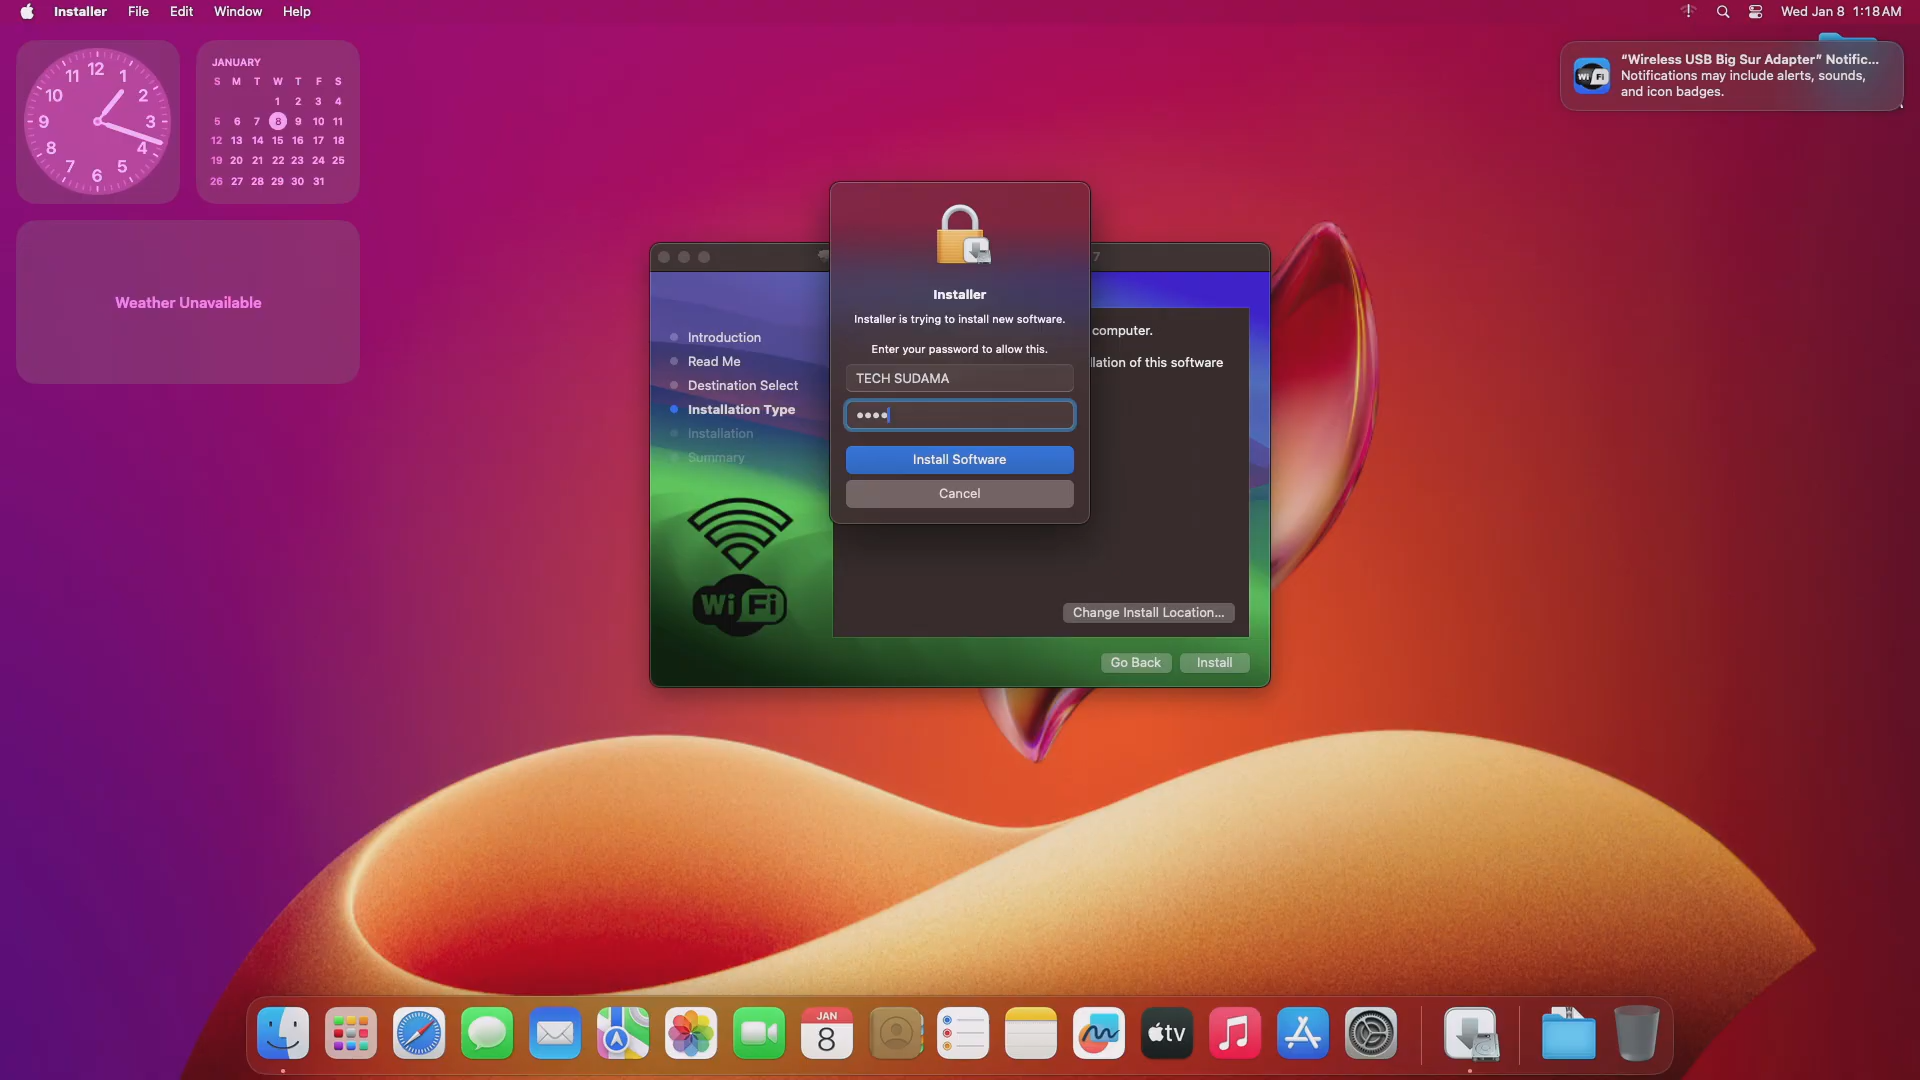 Installer File Edit Window Help
Wed Jan 8 1:18 AM
12
11 1
10 2
9 3
8 4
7 5
6
JANUARY
S M T W T F S
1 2 3 4
5 6 7 8 9 10 11
12 13 14 15 16 17 18
19 20 21 22 23 24 25
26 27 28 29 30 31
Weather Unavailable
Wi Fi
“Wireless USB Big Sur Adapter” Notific...
Notifications may include alerts, sounds,
and icon badges.
7
Introduction
Read Me
Destination Select
Installation Type
Installation
Summary
Wi Fi
Installer
Installer is trying to install new software.
Enter your password to allow this.
TECH SUDAMA
••••
Install Software
Cancel
computer.
llation of this software
Change Install Location...
Go Back Install
JAN
8
tv